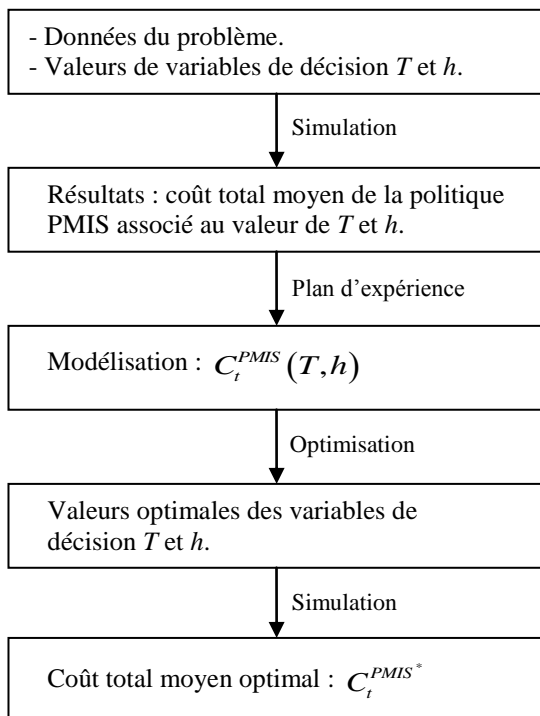 - Données du problème.
- Valeurs de variables de décision T et h.
Simulation
Résultats : coût total moyen de la politique
PMIS associé au valeur de T et h.
Plan d'expérience
Modélisation : C_t^{PMIS}(T,h)
Optimisation
Valeurs optimales des variables de
décision T et h.
Simulation
Coût total moyen optimal : C_t^{PMIS^*}